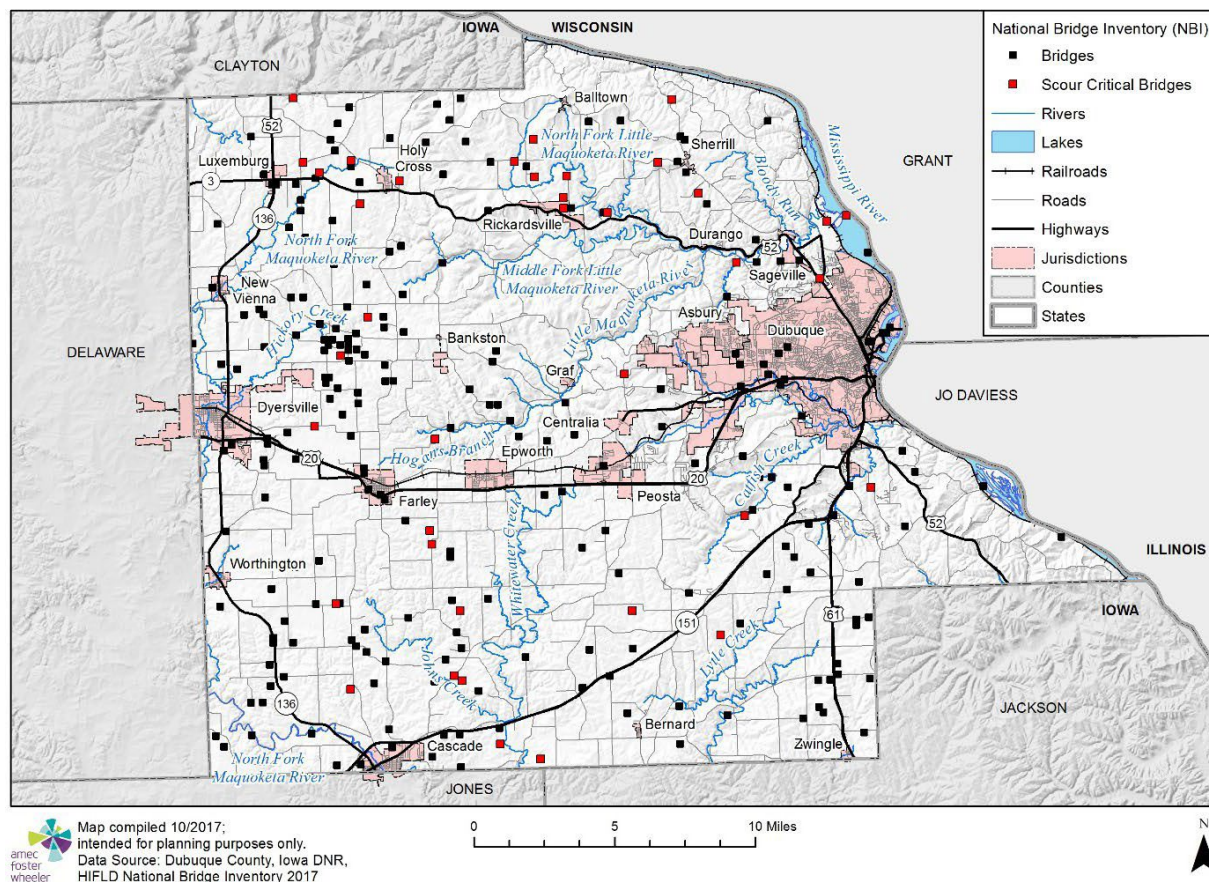 IOWA
WISCONSIN
CLAYTON
GRANT
DELAWARE
JO DAVIESS
ILLINOIS
IOWA
JACKSON
JONES
National Bridge Inventory (NBI)
Bridges
Scour Critical Bridges
Rivers
Lakes
Railroads
Roads
Highways
Jurisdictions
Counties
States
52
Balltown
North Fork Little
Maquoketa River
Sherrill
Luxemburg
Holy
Cross
3
Bloody Run
Mississippi River
136
Rickardsville
Durango
52
North Fork
Maquoketa River
Middle Fork Little
Maquoketa River
Sageville
New
Vienna
Little Maquoketa River
Asbury
Hickory Creek
Bankston
Dubuque
Graf
Dyersville
Centralia
Hogans Branch
Epworth
Catfish Creek
20
20
Farley
Peosta
52
Worthington
Whitewater Creek
61
151
Lytle Creek
Johns Creek
136
Bernard
Cascade
Zwingle
North Fork
Maquoketa River
amec
foster
wheeler
Map compiled 10/2017;
intended for planning purposes only.
Data Source: Dubuque County, Iowa DNR,
HIFLD National Bridge Inventory 2017
0 5 10 Miles
N